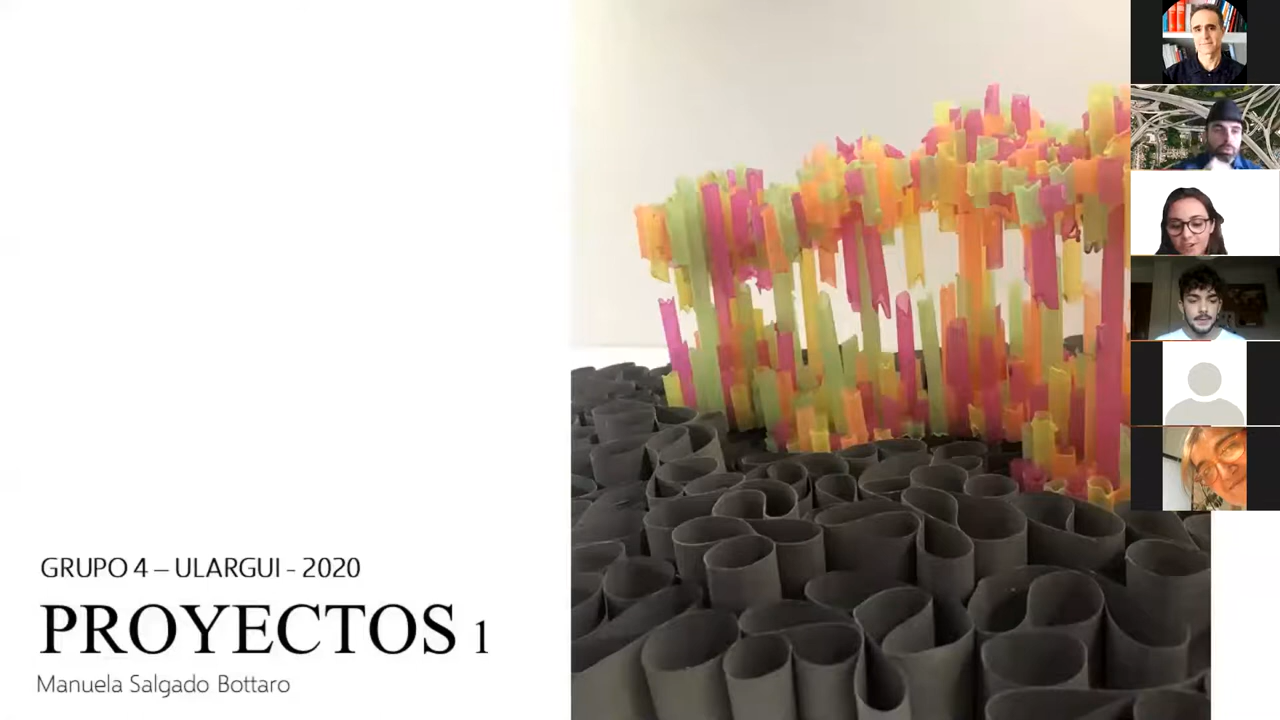 GRUPO 4 – ULARGUI - 2020
PROYECTOS 1
Manuela Salgado Bottaro